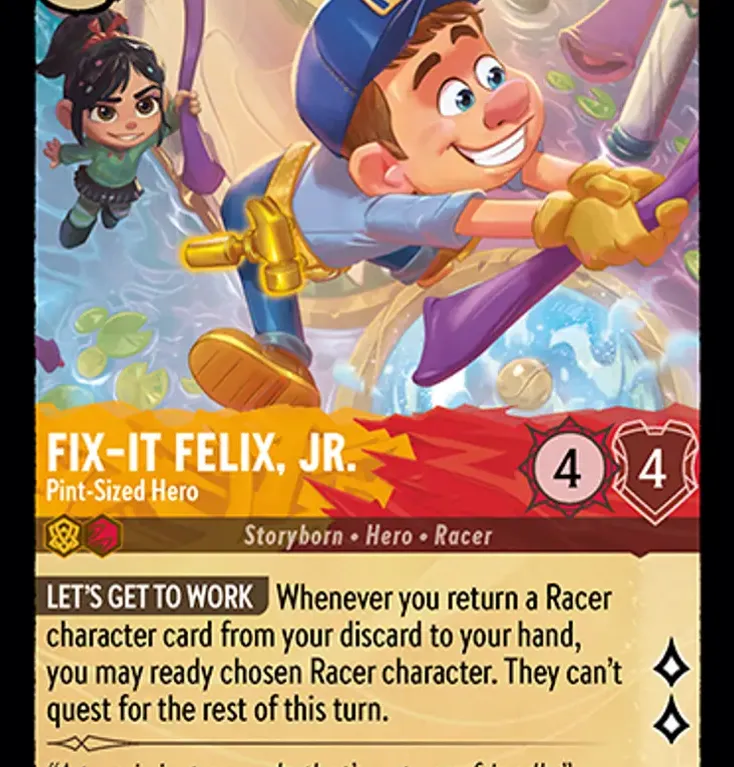 FIX-IT FELIX, JR.
4
4
Pint-Sized Hero
Storyborn • Hero • Racer
LET'S GET TO WORK Whenever you return a Racer
character card from your discard to your hand,
you may ready chosen Racer character. They can't
quest for the rest of this turn.